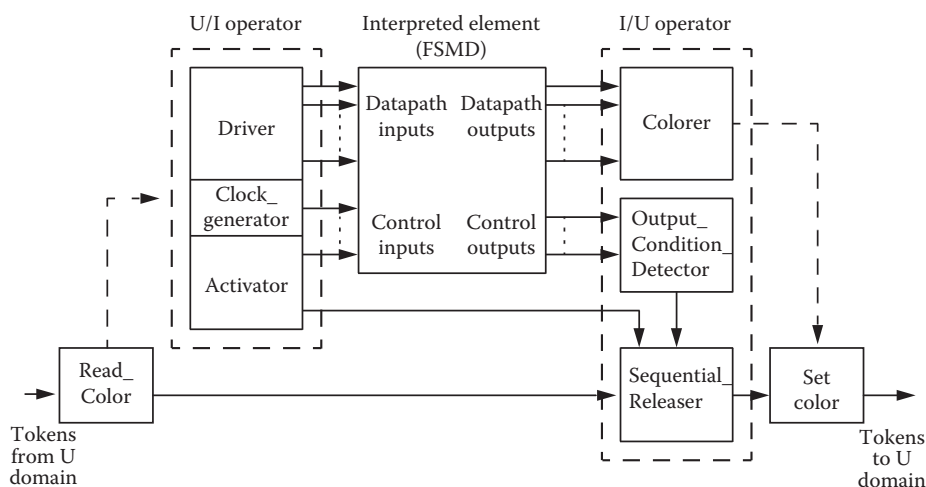 U/I operator
Interpreted element
(FSMD)
I/U operator
Driver
Clock_
generator
Activator
Datapath
inputs
Datapath
outputs
Control
inputs
Control
outputs
Colorer
Output_
Condition_
Detector
Read_
Color
Sequential_
Releaser
Set
color
Tokens
from U
domain
Tokens
to U
domain